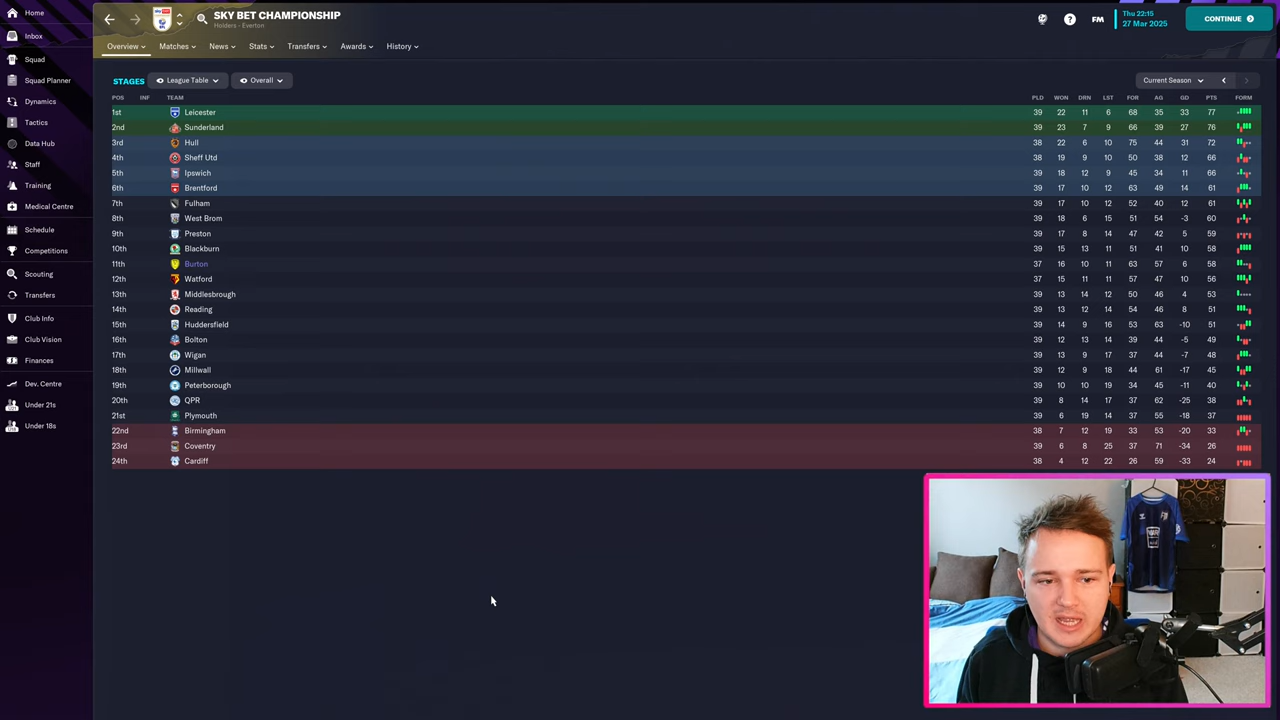 Home
SKY BET CHAMPIONSHIP
Holders - Everton
FM
Thu 22:15
27 Mar 2025
CONTINUE
Inbox
Overview Matches News Stats Transfers Awards History
Squad
Squad Planner
STAGES League Table Overall Current Season
Dynamics
POS INF TEAM PLD WON DRN LST FOR AG GD PTS FORM
1st Leicester 39 22 11 6 68 35 33 77
2nd Sunderland 39 23 7 9 66 39 27 76
3rd Hull 38 22 6 10 75 44 31 72
4th Sheff Utd 39 19 9 10 50 38 12 66
5th Ipswich 39 18 12 9 45 34 11 66
6th Brentford 39 17 10 12 63 49 14 61
7th Fulham 39 17 10 12 52 40 12 61
8th West Brom 39 18 6 15 51 54 -3 60
9th Preston 39 17 8 14 47 42 5 59
10th Blackburn 39 15 13 11 51 41 10 58
11th Burton 37 16 10 11 63 57 6 58
12th Watford 37 15 11 11 57 47 10 56
13th Middlesbrough 39 13 14 12 50 46 4 53
14th Reading 39 13 12 14 54 46 8 51
15th Huddersfield 39 14 9 16 53 63 -10 51
16th Bolton 39 12 13 14 39 44 -5 49
17th Wigan 39 13 9 17 37 44 -7 48
18th Millwall 39 12 9 18 44 61 -17 45
19th Peterborough 39 10 10 19 34 45 -11 40
20th QPR 39 8 14 17 37 62 -25 38
21st Plymouth 39 6 19 14 37 55 -18 37
22nd Birmingham 38 7 12 19 33 53 -20 33
23rd Coventry 39 6 8 25 37 71 -34 26
24th Cardiff 38 4 12 22 26 59 -33 24
Tactics
Data Hub
Staff
Training
Medical Centre
Schedule
Competitions
Scouting
Transfers
Club Info
Club Vision
Finances
Dev. Centre
Under 21s
Under 18s